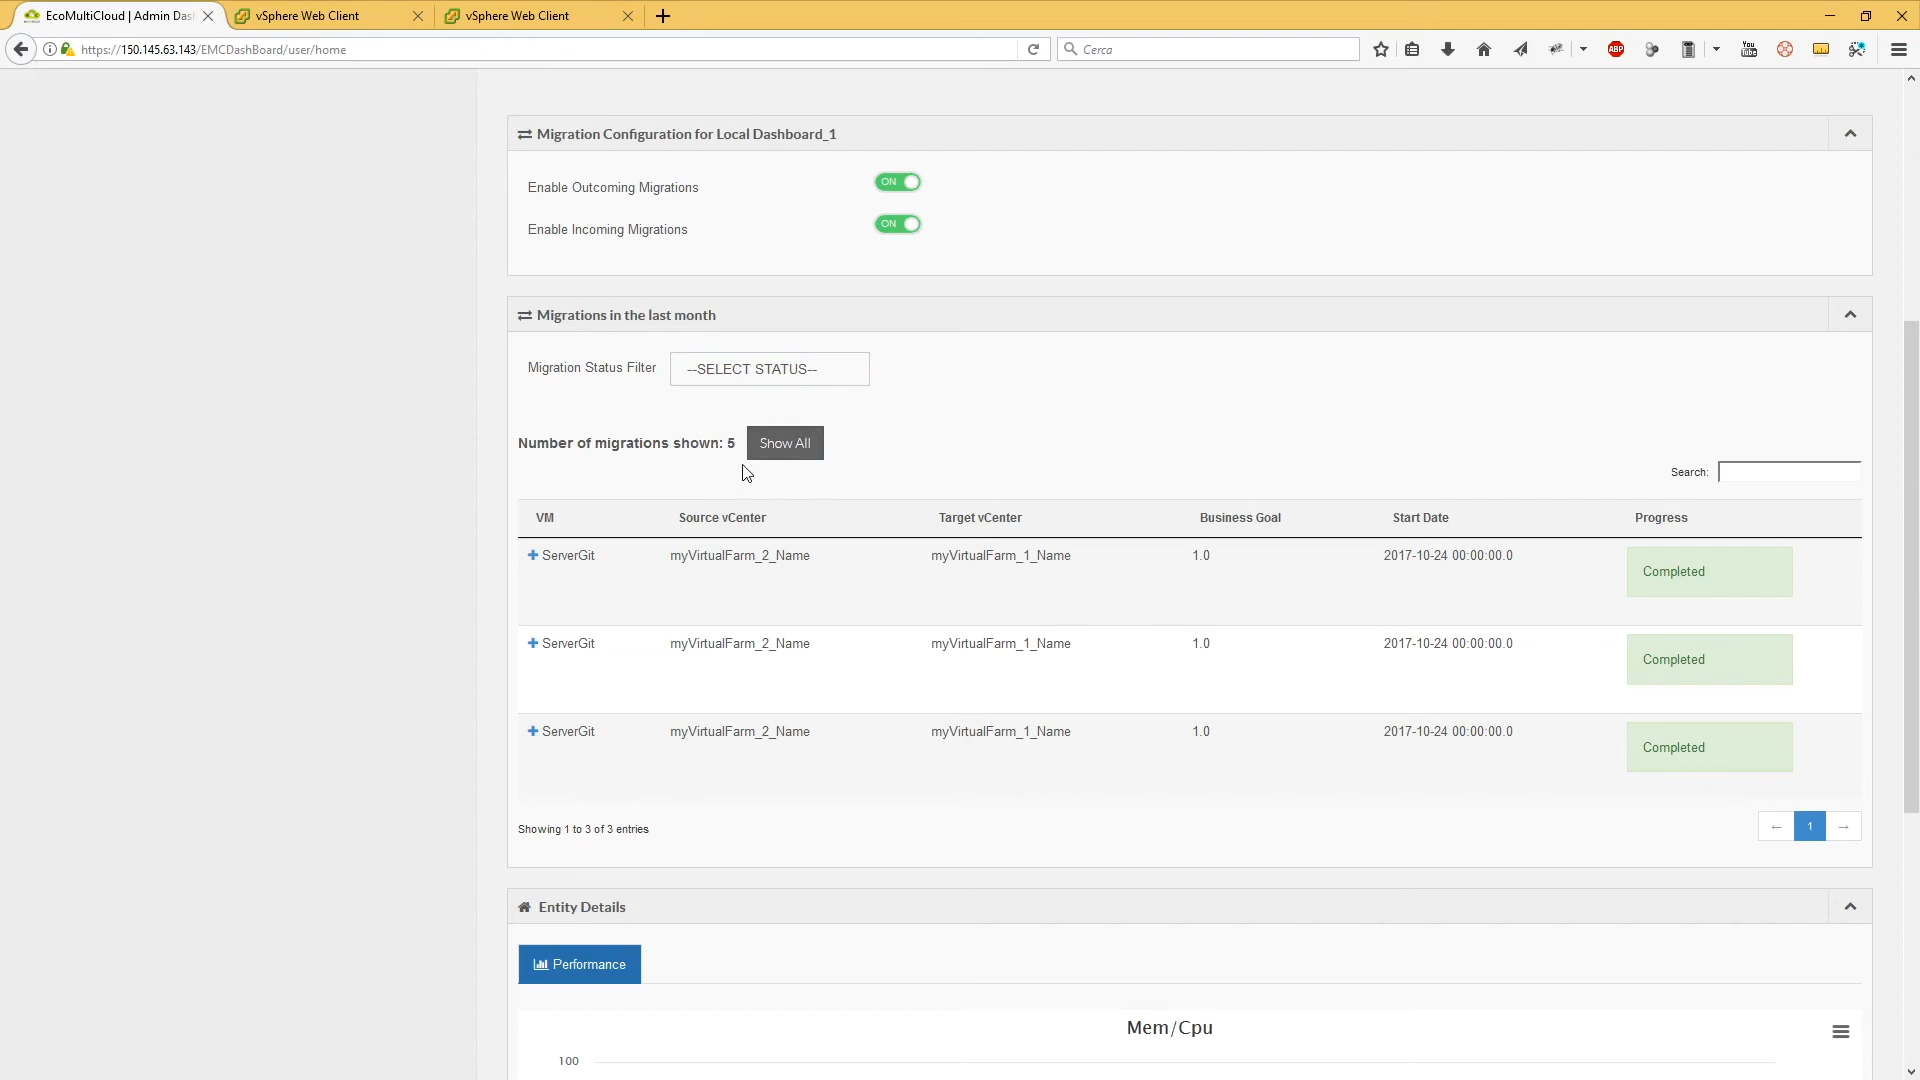 EcoMultiCloud | Admin Das
vSphere Web Client
vSphere Web Client
https://150.145.63.143/EMCDashBoard/user/home
Cerca
ABP
You
Tube
Migration Configuration for Local Dashboard_1
Enable Outcoming Migrations
ON
Enable Incoming Migrations
ON
Migrations in the last month
Migration Status Filter
--SELECT STATUS--
Number of migrations shown: 5
Show All
Search:
VM Source vCenter Target vCenter Business Goal Start Date Progress
ServerGit myVirtualFarm_2_Name myVirtualFarm_1_Name 1.0 2017-10-24 00:00:00.0 Completed
ServerGit myVirtualFarm_2_Name myVirtualFarm_1_Name 1.0 2017-10-24 00:00:00.0 Completed
ServerGit myVirtualFarm_2_Name myVirtualFarm_1_Name 1.0 2017-10-24 00:00:00.0 Completed
Showing 1 to 3 of 3 entries
← 1 →
Entity Details
Performance
Mem/Cpu
100